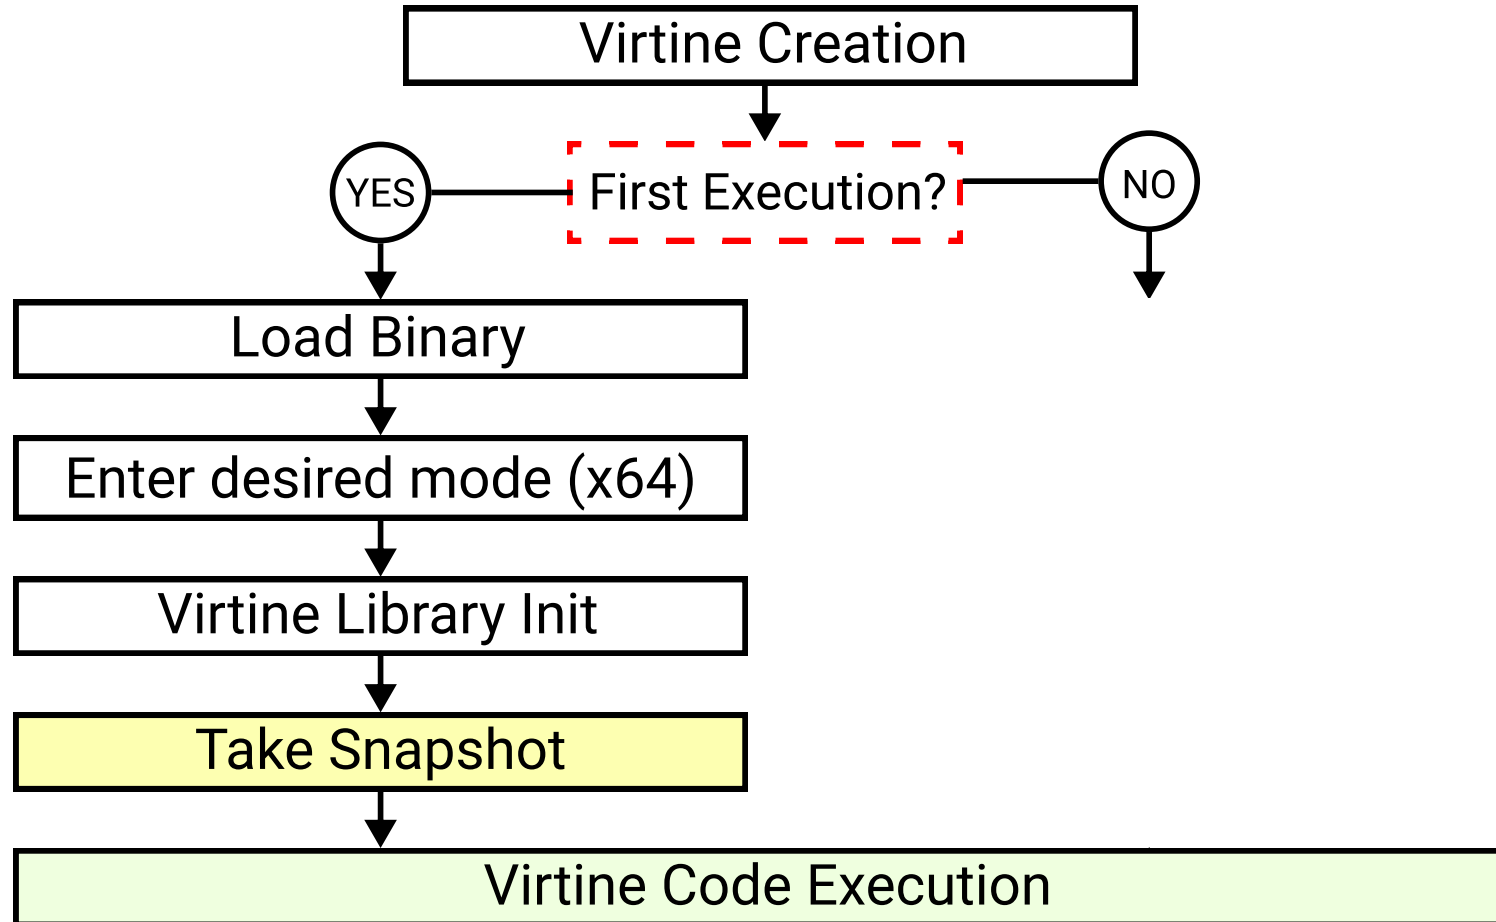 Virtine Creation
First Execution?
YES
NO
Load Binary
Enter desired mode (x64)
Virtine Library Init
Take Snapshot
Virtine Code Execution